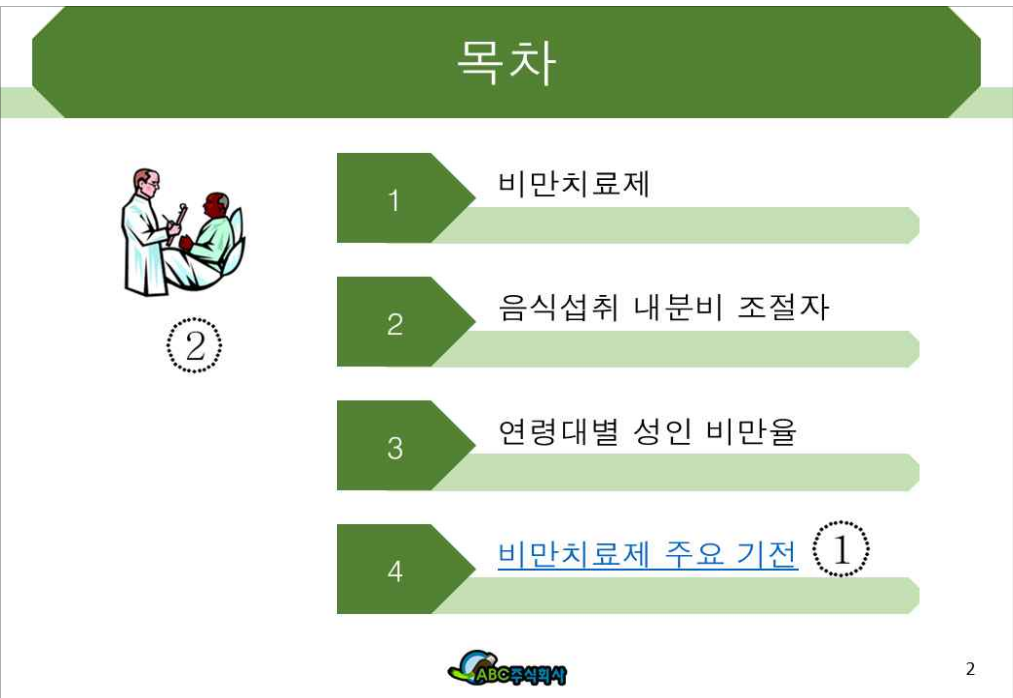 목차
1
비만치료제
2
음식섭취 내분비 조절자
3
연령대별 성인 비만율
4
비만치료제 주요 기전
①
②
ABC주식회사
2